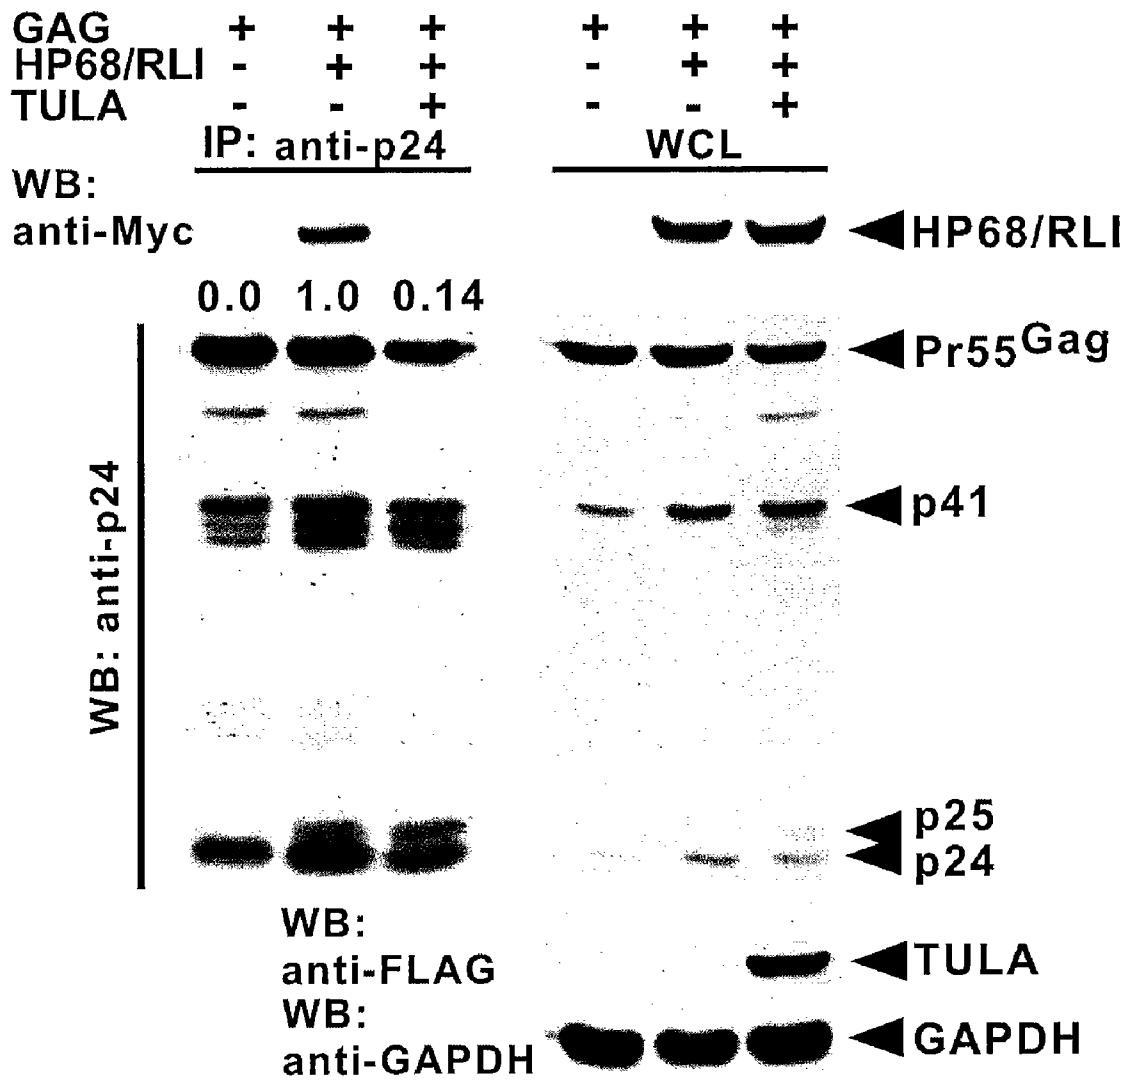 GAG + + + + + +
HP68/RLI - + + - + +
TULA - - + - - +
IP: anti-p24 WCL
WB:
anti-Myc
HP68/RLI
0.0 1.0 0.14
Pr55Gag
WB: anti-p24
p41
p25
p24
WB:
anti-FLAG
TULA
WB:
anti-GAPDH
GAPDH